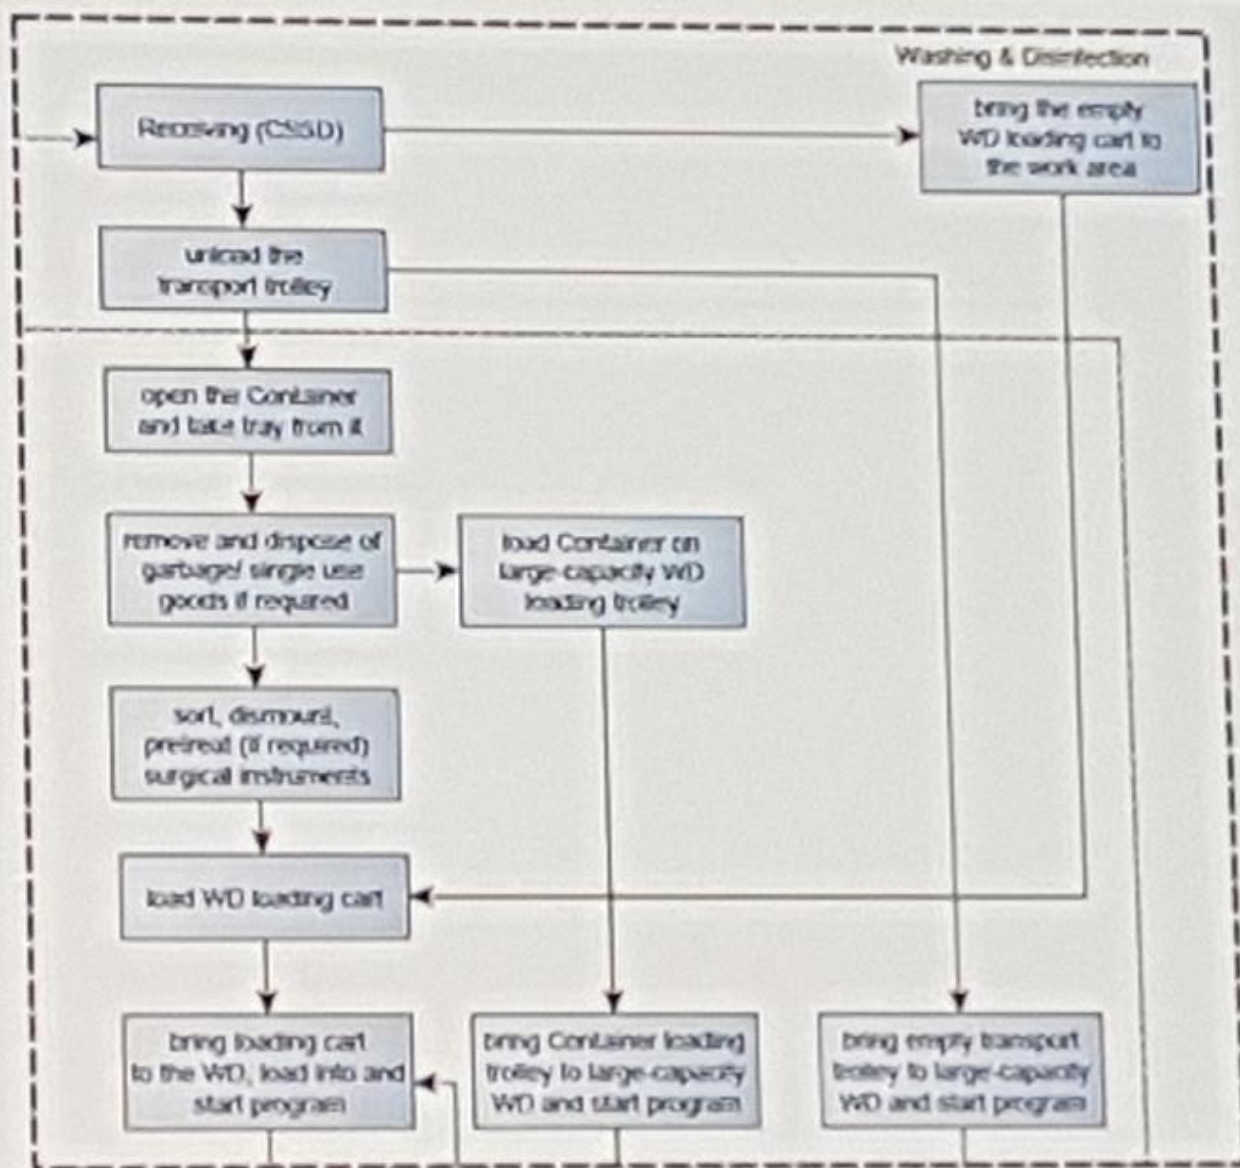 Washing & Disinfection
Receiving (CSSD)
bring the empty
WD loading cart to
the work area
unload the
transport trolley
open the Container
and take tray from it
remove and dispose of
garbage/ single use
goods if required
load Container on
large-capacity WD
loading trolley
sort, dismount,
pretreat (if required)
surgical instruments
load WD loading cart
bring loading cart
to the WD, load into and
start program
bring Container loading
trolley to large-capacity
WD and start program
bring empty transport
trolley to large-capacity
WD and start program